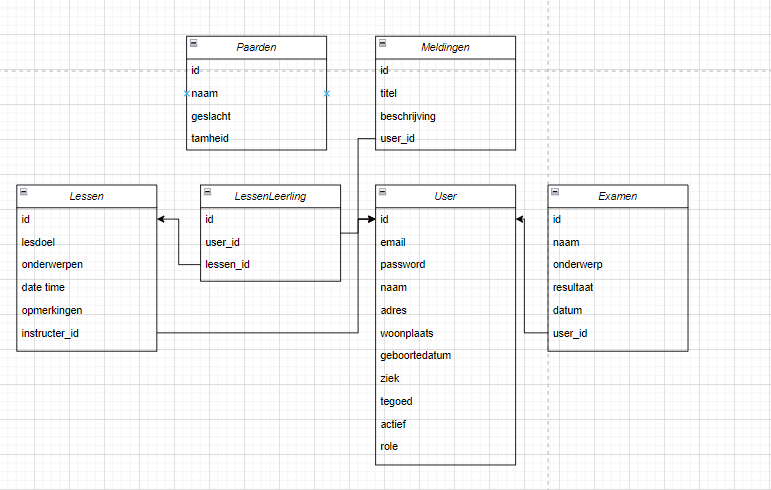 Paarden
id
naam
geslacht
tamheid
Meldingen
id
titel
beschrijving
user_id
Lessen
id
lesdoel
onderwerpen
date time
opmerkingen
instructer_id
LessenLeerling
id
user_id
lessen_id
User
id
email
password
naam
adres
woonplaats
geboortedatum
ziek
tegoed
actief
role
Examen
id
naam
onderwerp
resultaat
datum
user_id